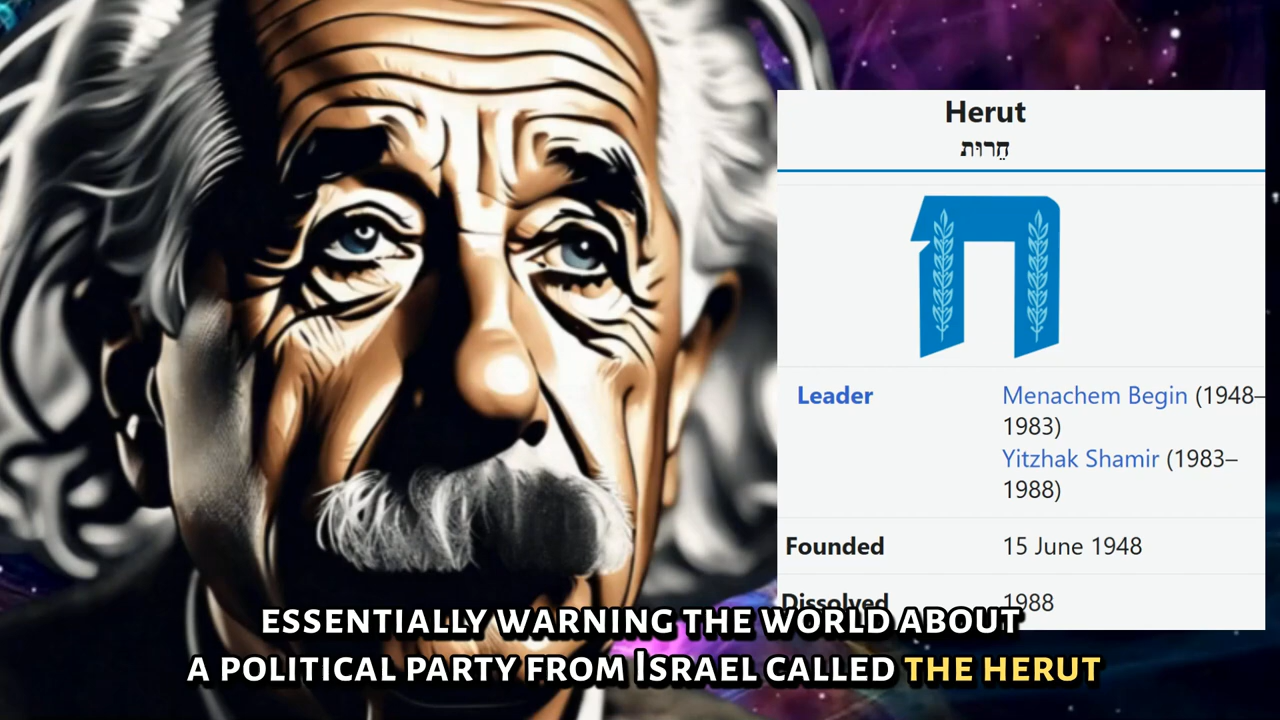 Herut
חֵרוּת
Leader
Menachem Begin (1948–
1983)
Yitzhak Shamir (1983–
1988)
Founded
15 June 1948
Dissolved
1988
ESSENTIALLY WARNING THE WORLD ABOUT
A POLITICAL PARTY FROM ISRAEL CALLED THE HERUT